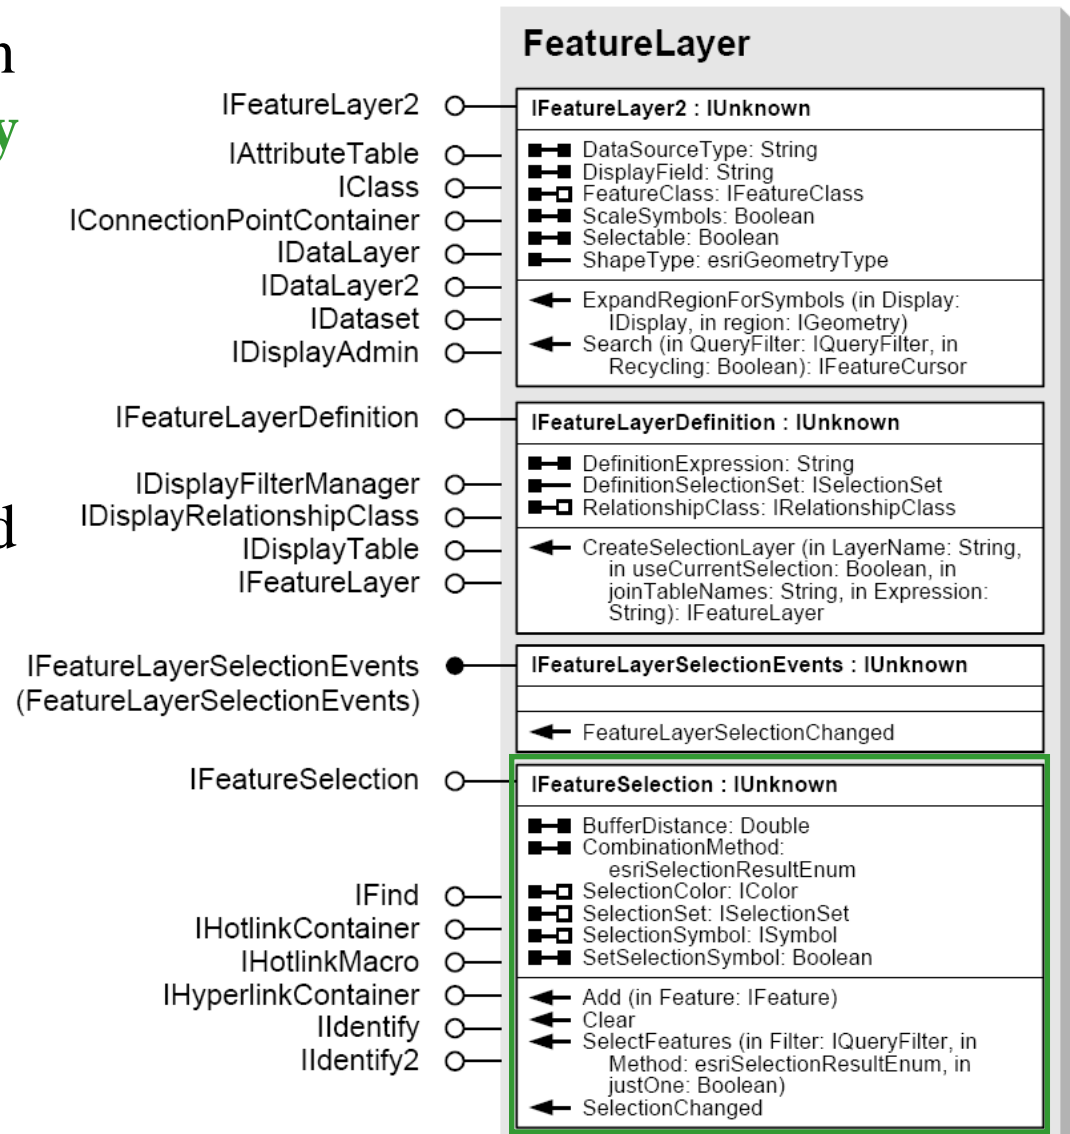 n
y
d
FeatureLayer
IFeatureLayer2
IAttributeTable
IClass
IConnectionPointContainer
IDataLayer
IDataLayer2
IDataset
IDisplayAdmin
IFeatureLayerDefinition
IDisplayFilterManager
IDisplayRelationshipClass
IDisplayTable
IFeatureLayer
IFeatureLayerSelectionEvents
(FeatureLayerSelectionEvents)
IFeatureSelection
IFind
IHotlinkContainer
IHotlinkMacro
IHyperlinkContainer
IIdentify
IIdentify2
IFeatureLayer2 : IUnknown
DataSourceType: String
DisplayField: String
FeatureClass: IFeatureClass
ScaleSymbols: Boolean
Selectable: Boolean
ShapeType: esriGeometryType
ExpandRegionForSymbols (in Display:
IDisplay, in region: IGeometry)
Search (in QueryFilter: IQueryFilter, in
Recycling: Boolean): IFeatureCursor
IFeatureLayerDefinition : IUnknown
DefinitionExpression: String
DefinitionSelectionSet: ISelectionSet
RelationshipClass: IRelationshipClass
CreateSelectionLayer (in LayerName: String,
in useCurrentSelection: Boolean, in
joinTableNames: String, in Expression:
String): IFeatureLayer
IFeatureLayerSelectionEvents : IUnknown
FeatureLayerSelectionChanged
IFeatureSelection : IUnknown
BufferDistance: Double
CombinationMethod:
esriSelectionResultEnum
SelectionColor: IColor
SelectionSet: ISelectionSet
SelectionSymbol: ISymbol
SetSelectionSymbol: Boolean
Add (in Feature: IFeature)
Clear
SelectFeatures (in Filter: IQueryFilter, in
Method: esriSelectionResultEnum, in
justOne: Boolean)
SelectionChanged